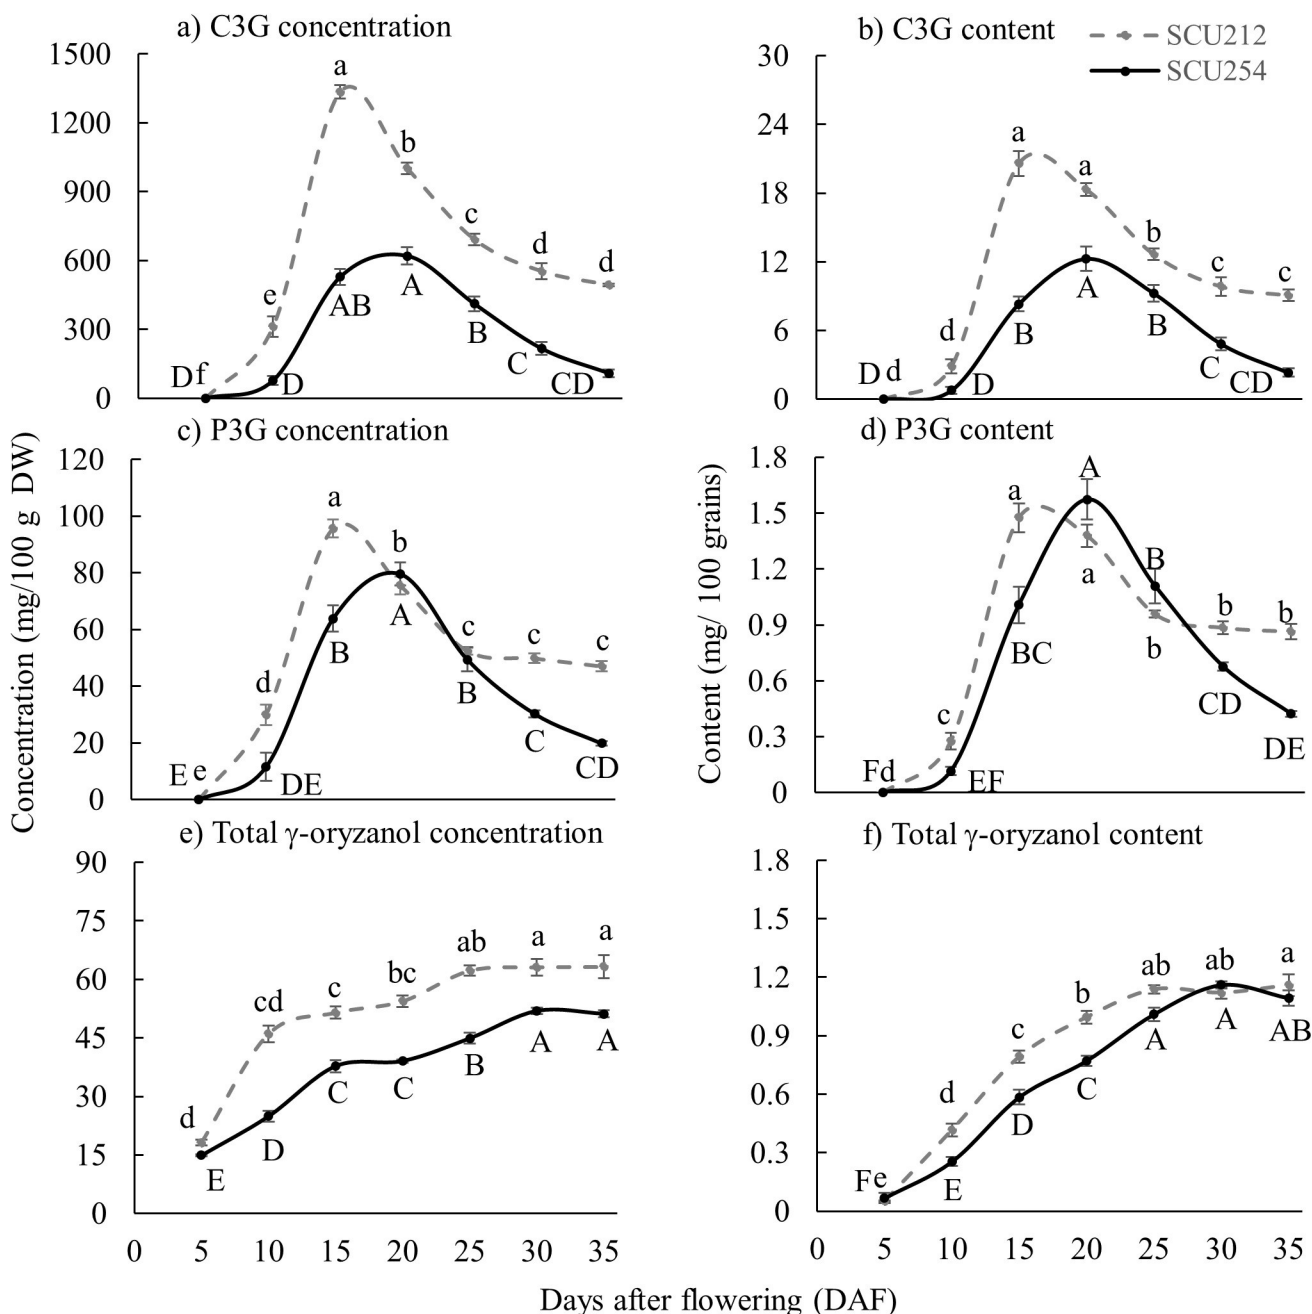 a) C3G concentration
1500
1200
900
600
300
0
a
b
c
d
d
e
D f
D
AB
A
B
C
CD
b) C3G content
SCU212
SCU254
30
24
18
12
6
0
a
a
b
c
c
d
D d
D
B
A
B
C
CD
c) P3G concentration
120
100
80
60
40
20
0
a
b
c
c
c
d
E e
DE
B
A
B
C
CD
d) P3G content
1.8
1.5
1.2
0.9
0.6
0.3
0
A
a
a
B
b
b
b
c
Fd
EF
BC
CD
DE
Concentration (mg/100 g DW)
Content (mg/ 100 grains)
e) Total γ-oryzanol concentration
90
75
60
45
30
15
0
d
cd
c
bc
ab
a
a
E
D
C
C
B
A
A
0 5 10 15 20 25 30 35
f) Total γ-oryzanol content
1.8
1.5
1.2
0.9
0.6
0.3
0
Fe
d
c
b
ab
ab
a
E
D
C
A
A
AB
0 5 10 15 20 25 30 35
Days after flowering (DAF)